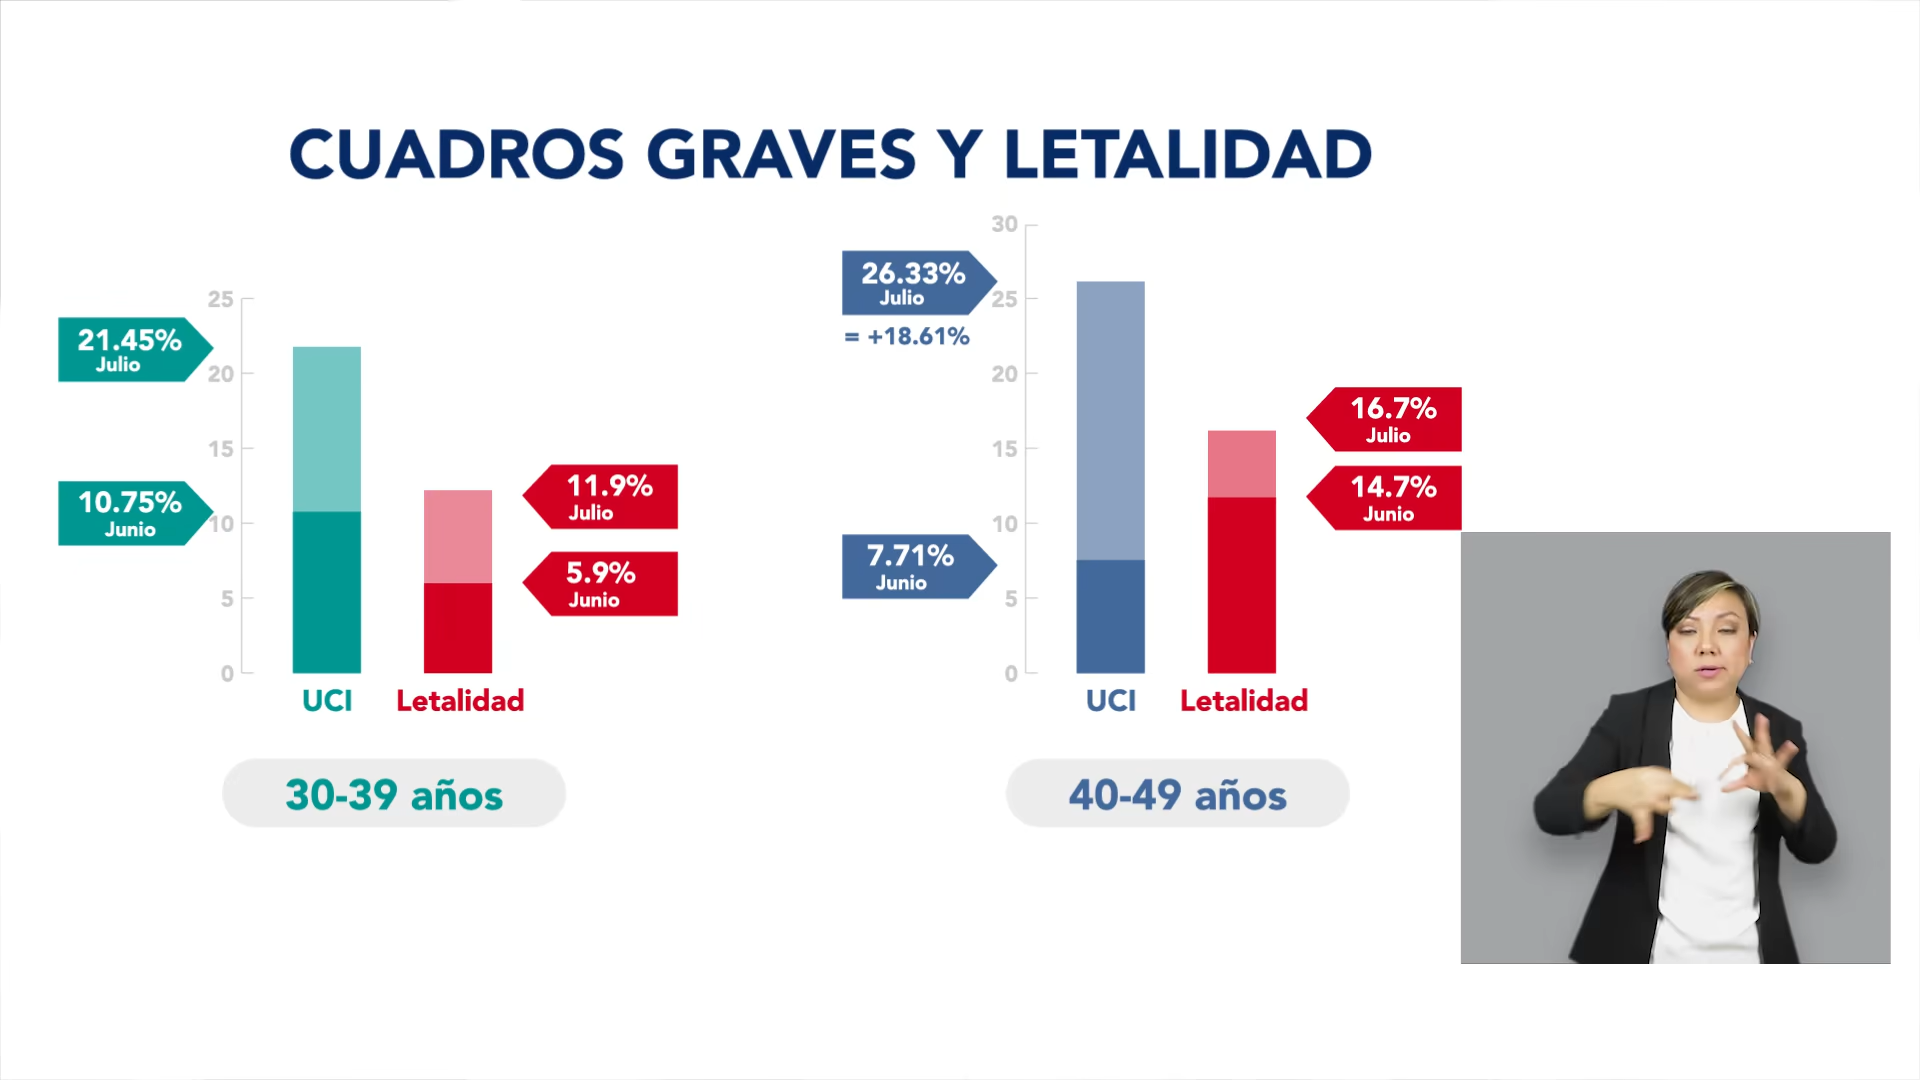 CUADROS GRAVES Y LETALIDAD
25
20
15
10
5
0
21.45%
Julio
10.75%
Junio
11.9%
Julio
5.9%
Junio
UCI
Letalidad
30-39 años
30
25
20
15
10
5
0
26.33%
Julio
= +18.61%
7.71%
Junio
16.7%
Julio
14.7%
Junio
UCI
Letalidad
40-49 años